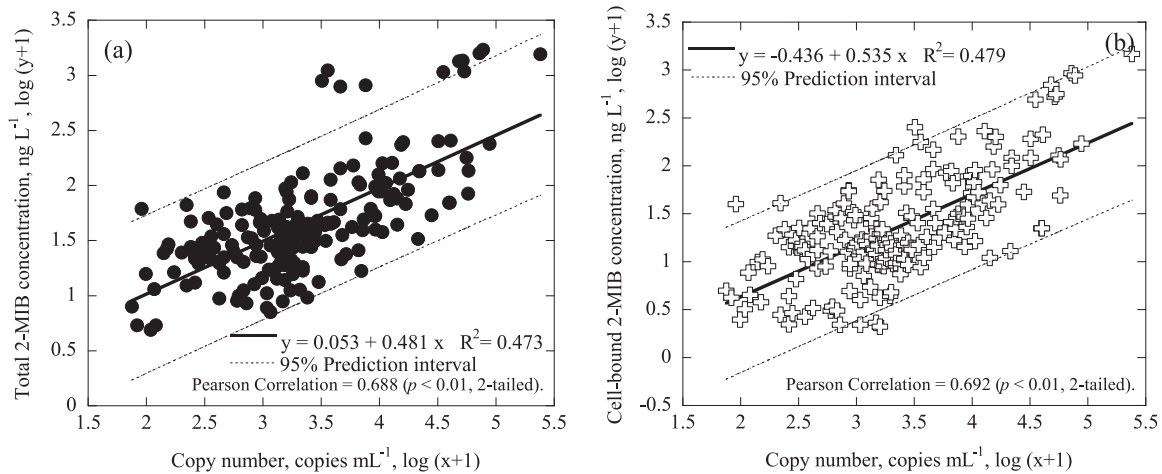 (a)
Total 2-MIB concentration, ng L⁻¹, log (y+1)
3.5
3
2.5
2
1.5
1
0.5
0
y = 0.053 + 0.481 x R² = 0.473
95% Prediction interval
Pearson Correlation = 0.688 (p < 0.01, 2-tailed).
1.5 2 2.5 3 3.5 4 4.5 5 5.5
Copy number, copies mL⁻¹, log (x+1)
(b)
Cell-bound 2-MIB concentration, ng L⁻¹, log (y+1)
3.5
3
2.5
2
1.5
1
0.5
0
-0.5
y = -0.436 + 0.535 x R² = 0.479
95% Prediction interval
Pearson Correlation = 0.692 (p < 0.01, 2-tailed).
1.5 2 2.5 3 3.5 4 4.5 5 5.5
Copy number, copies mL⁻¹, log (x+1)